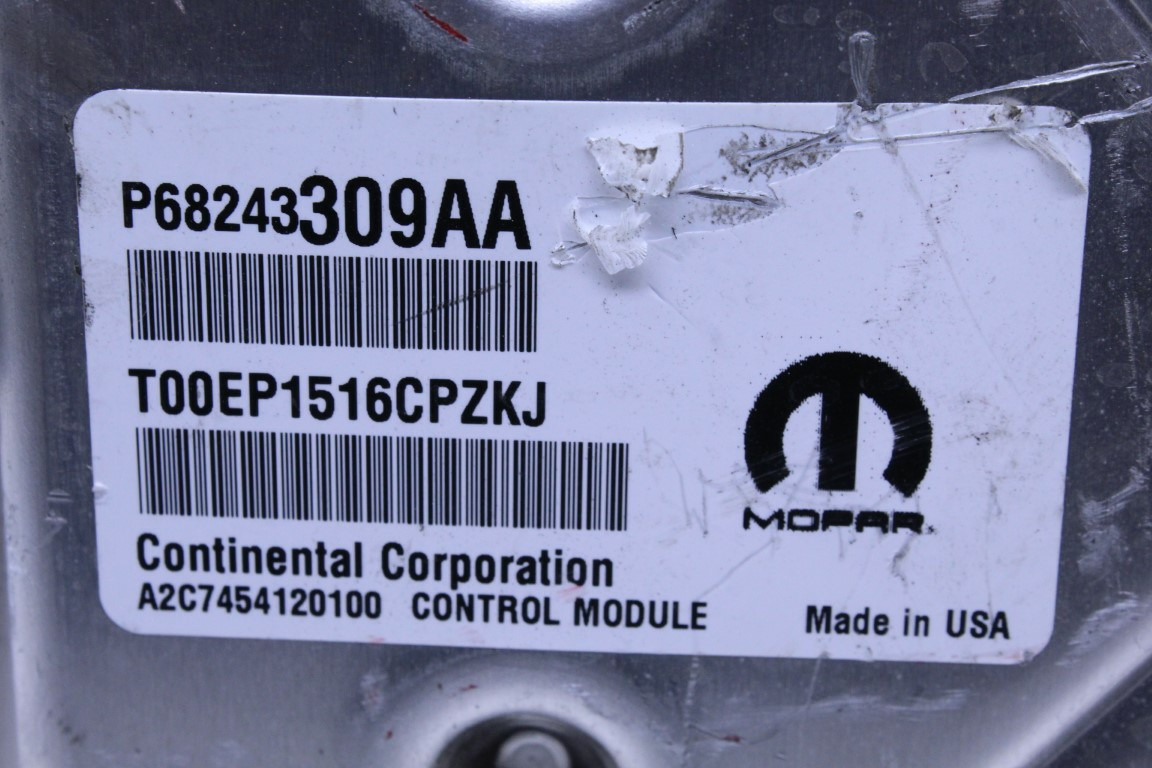 P68243309AA
T00EP1516CPZKJ
MOPAR.
Continental Corporation
A2C7454120100 CONTROL MODULE
Made in USA